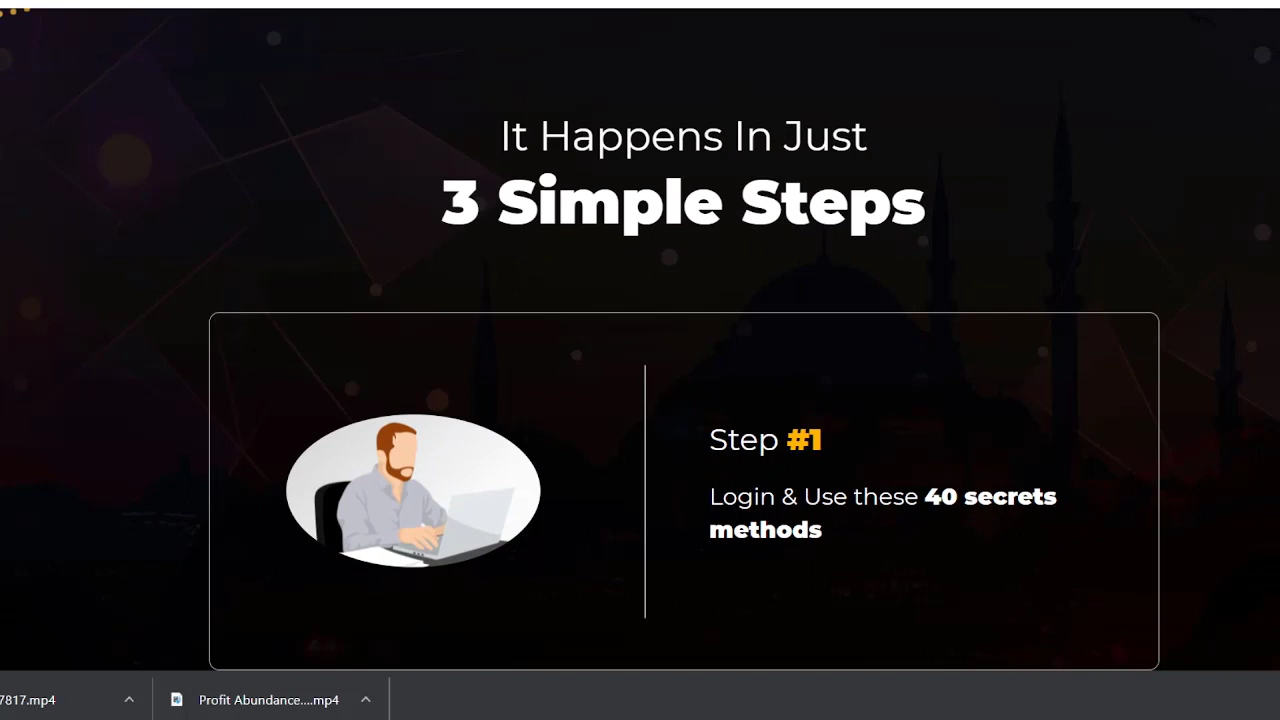 It Happens In Just
3 Simple Steps
Step #1
Login & Use these 40 secrets
methods
7817.mp4
Profit Abundance....mp4